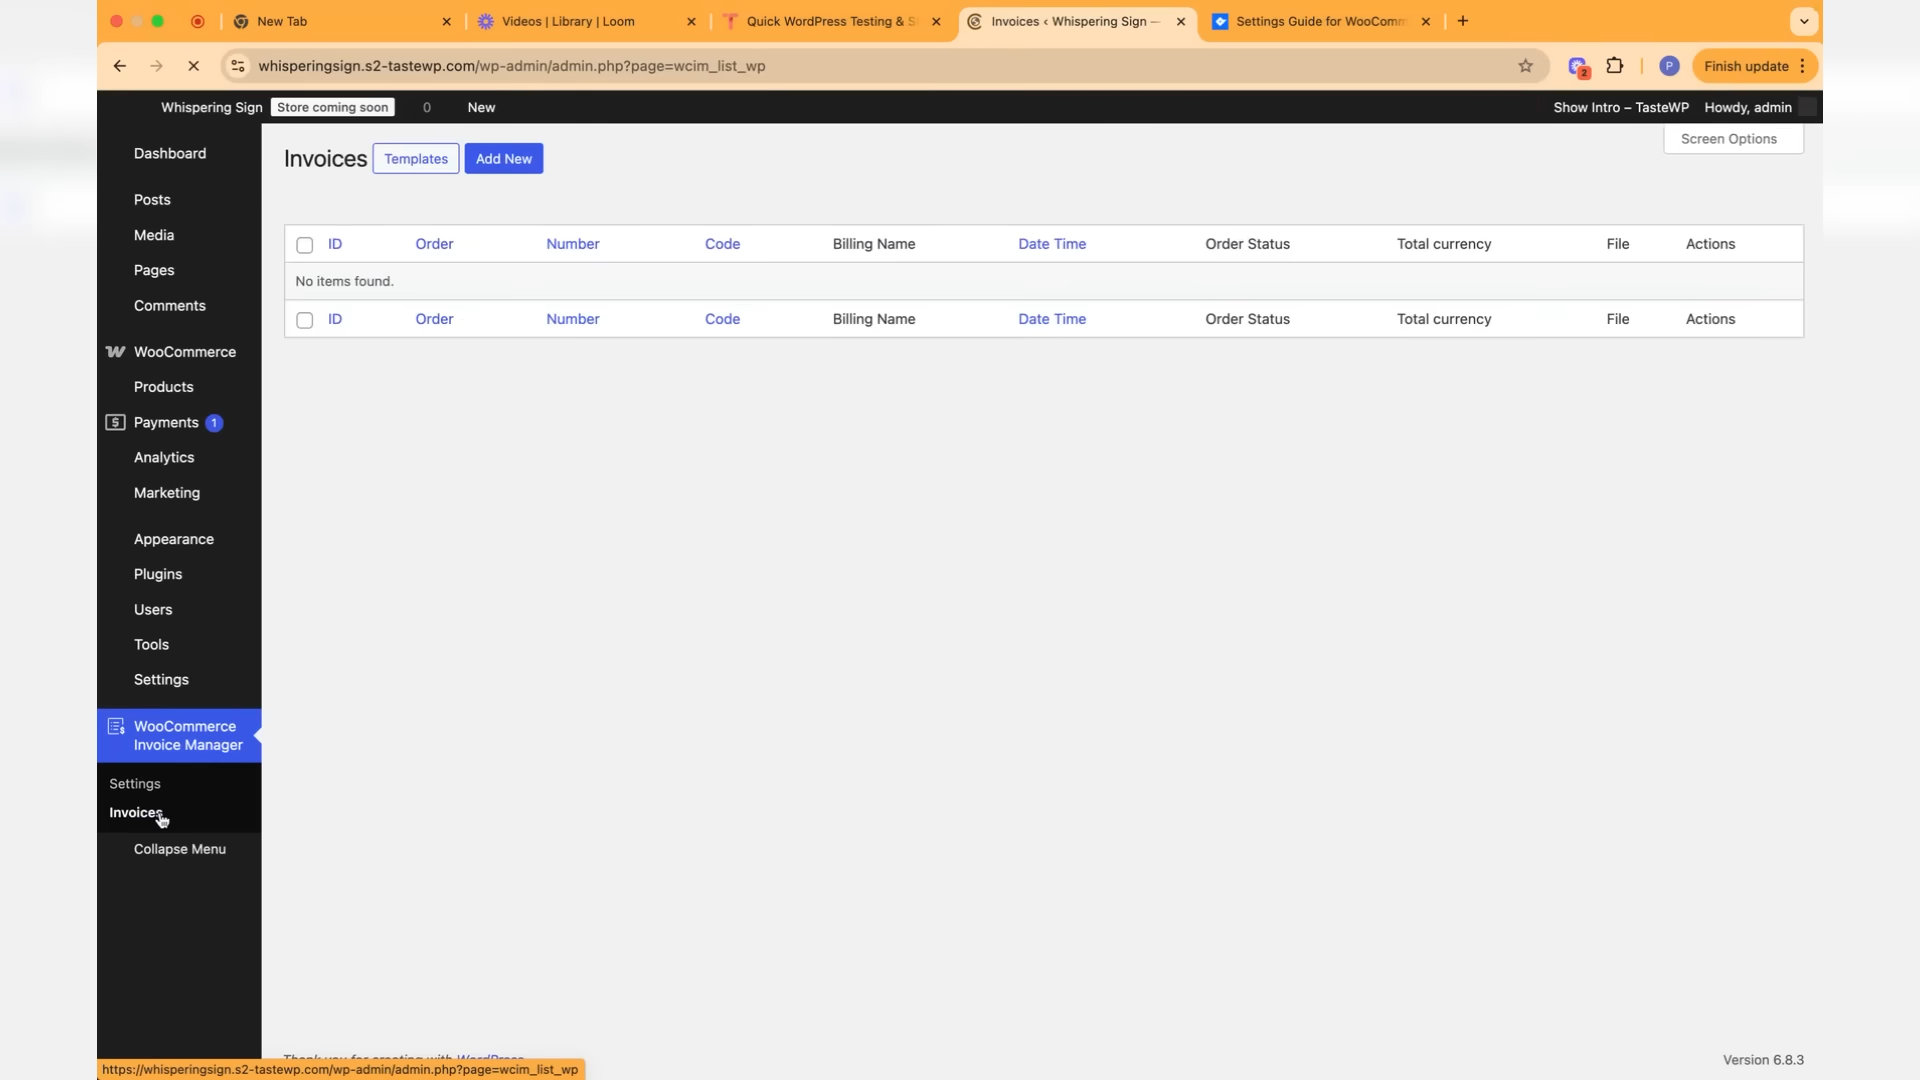 New Tab
Videos | Library | Loom
Quick WordPress Testing & S
Invoices ‹ Whispering Sign —
Settings Guide for WooComm
whisperingsign.s2-tastewp.com/wp-admin/admin.php?page=wcim_list_wp
2
P
Finish update
Whispering Sign
Store coming soon
0
New
Show Intro – TasteWP
Howdy, admin
Screen Options
Dashboard
Posts
Media
Pages
Comments
WooCommerce
Products
Payments 1
Analytics
Marketing
Appearance
Plugins
Users
Tools
Settings
WooCommerce
Invoice Manager
Settings
Invoices
Collapse Menu
Invoices Templates Add New
ID Order Number Code Billing Name Date Time Order Status Total currency File Actions
No items found.
ID Order Number Code Billing Name Date Time Order Status Total currency File Actions
Thank you for creating with WordPress
Version 6.8.3
https://whisperingsign.s2-tastewp.com/wp-admin/admin.php?page=wcim_list_wp